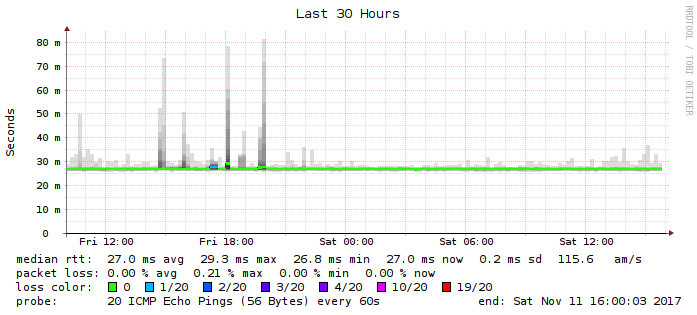 Last 30 Hours
RRDTOOL / TOBI OETIKER
Seconds
80 m
70 m
60 m
50 m
40 m
30 m
20 m
10 m
0
Fri 12:00 Fri 18:00 Sat 00:00 Sat 06:00 Sat 12:00
median rtt: 27.0 ms avg 29.3 ms max 26.8 ms min 27.0 ms now 0.2 ms sd 115.6 am/s
packet loss: 0.00 % avg 0.21 % max 0.00 % min 0.00 % now
loss color: 0 1/20 2/20 3/20 4/20 10/20 19/20
probe: 20 ICMP Echo Pings (56 Bytes) every 60s end: Sat Nov 11 16:00:03 2017